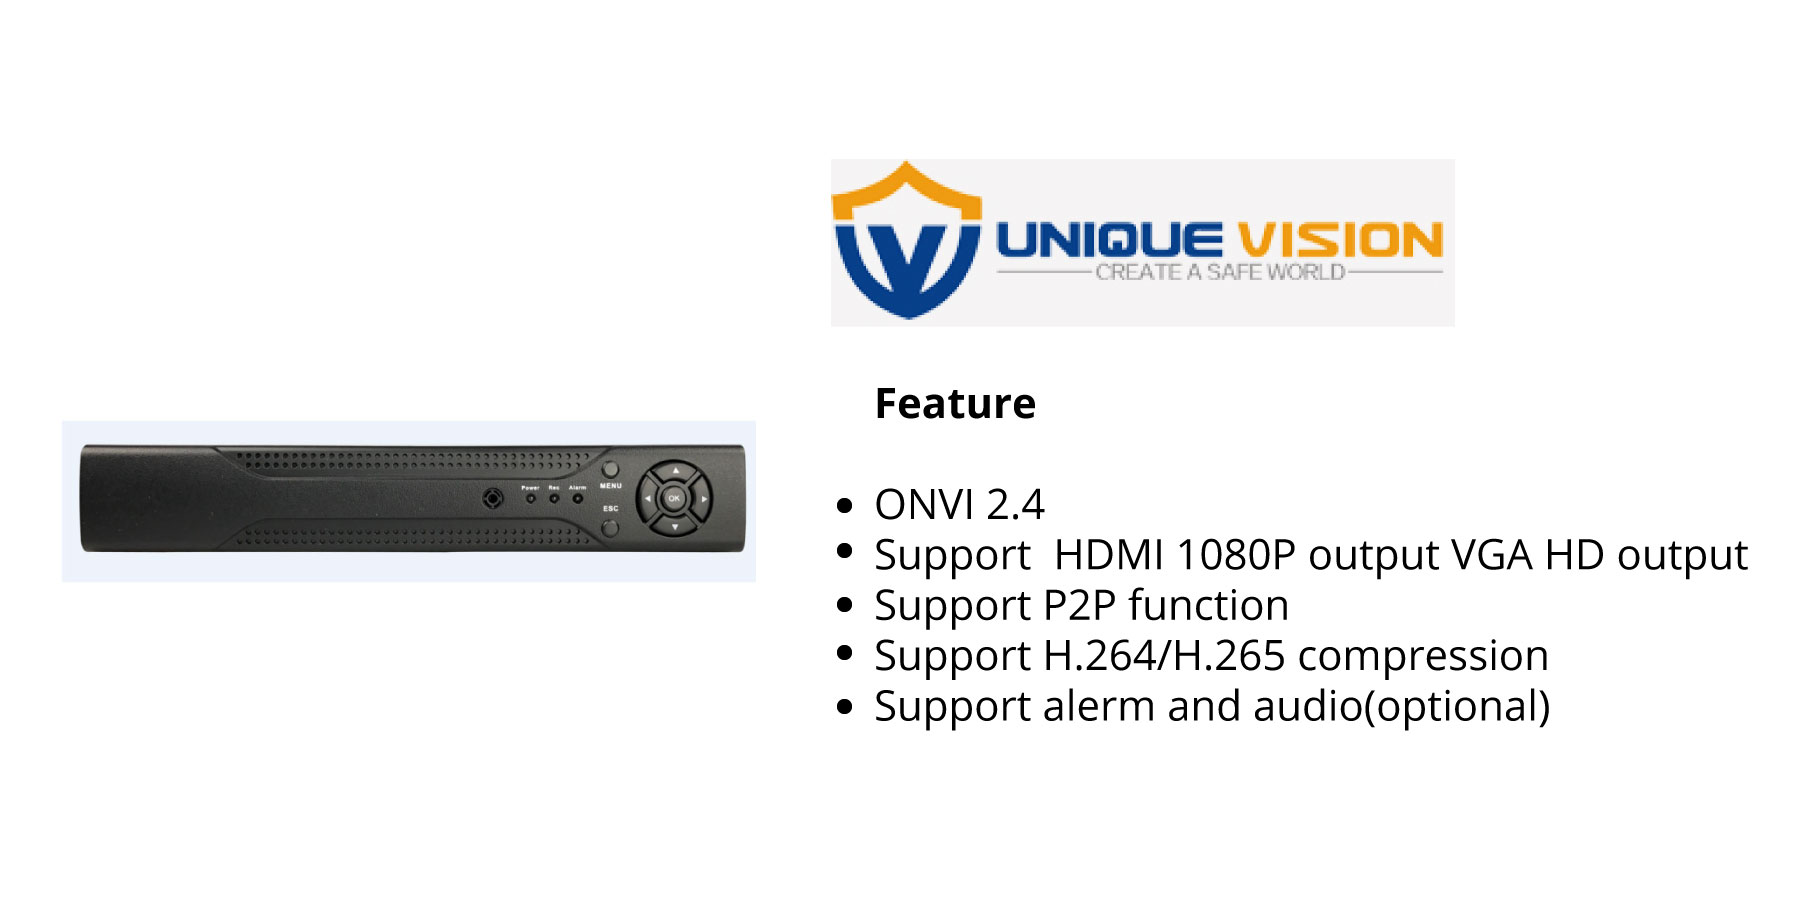 UNIQUE VISION
CREATE A SAFE WORLD
Feature
ONVI 2.4
Support HDMI 1080P output VGA HD output
Support P2P function
Support H.264/H.265 compression
Support alerm and audio(optional)
Power Rec Alarm
MENU
ESC
OK